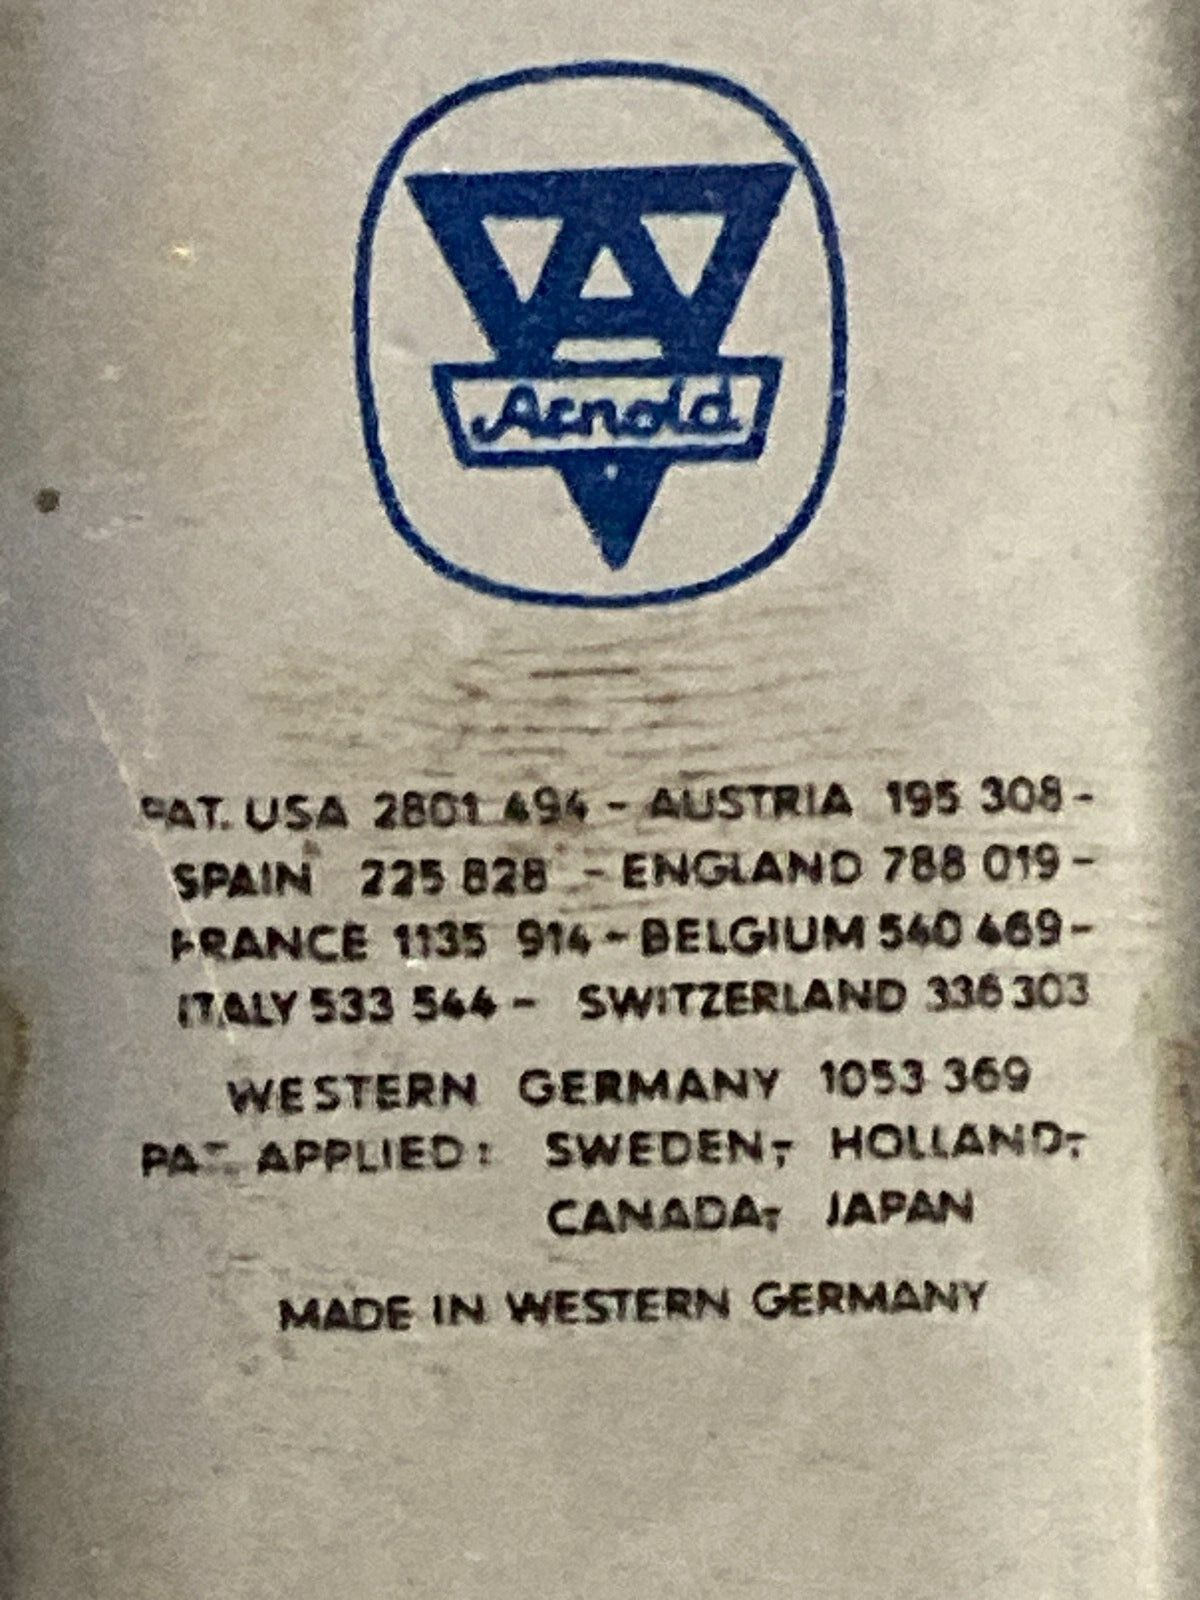 Arnold
PAT. USA 2801 494 - AUSTRIA 195 308 -
SPAIN 225 828 - ENGLAND 788 019 -
FRANCE 1135 914 - BELGIUM 540 469 -
ITALY 533 544 - SWITZERLAND 336 303
WESTERN GERMANY 1053 369
PAT. APPLIED: SWEDEN,- HOLLAND,-
CANADA,- JAPAN
MADE IN WESTERN GERMANY